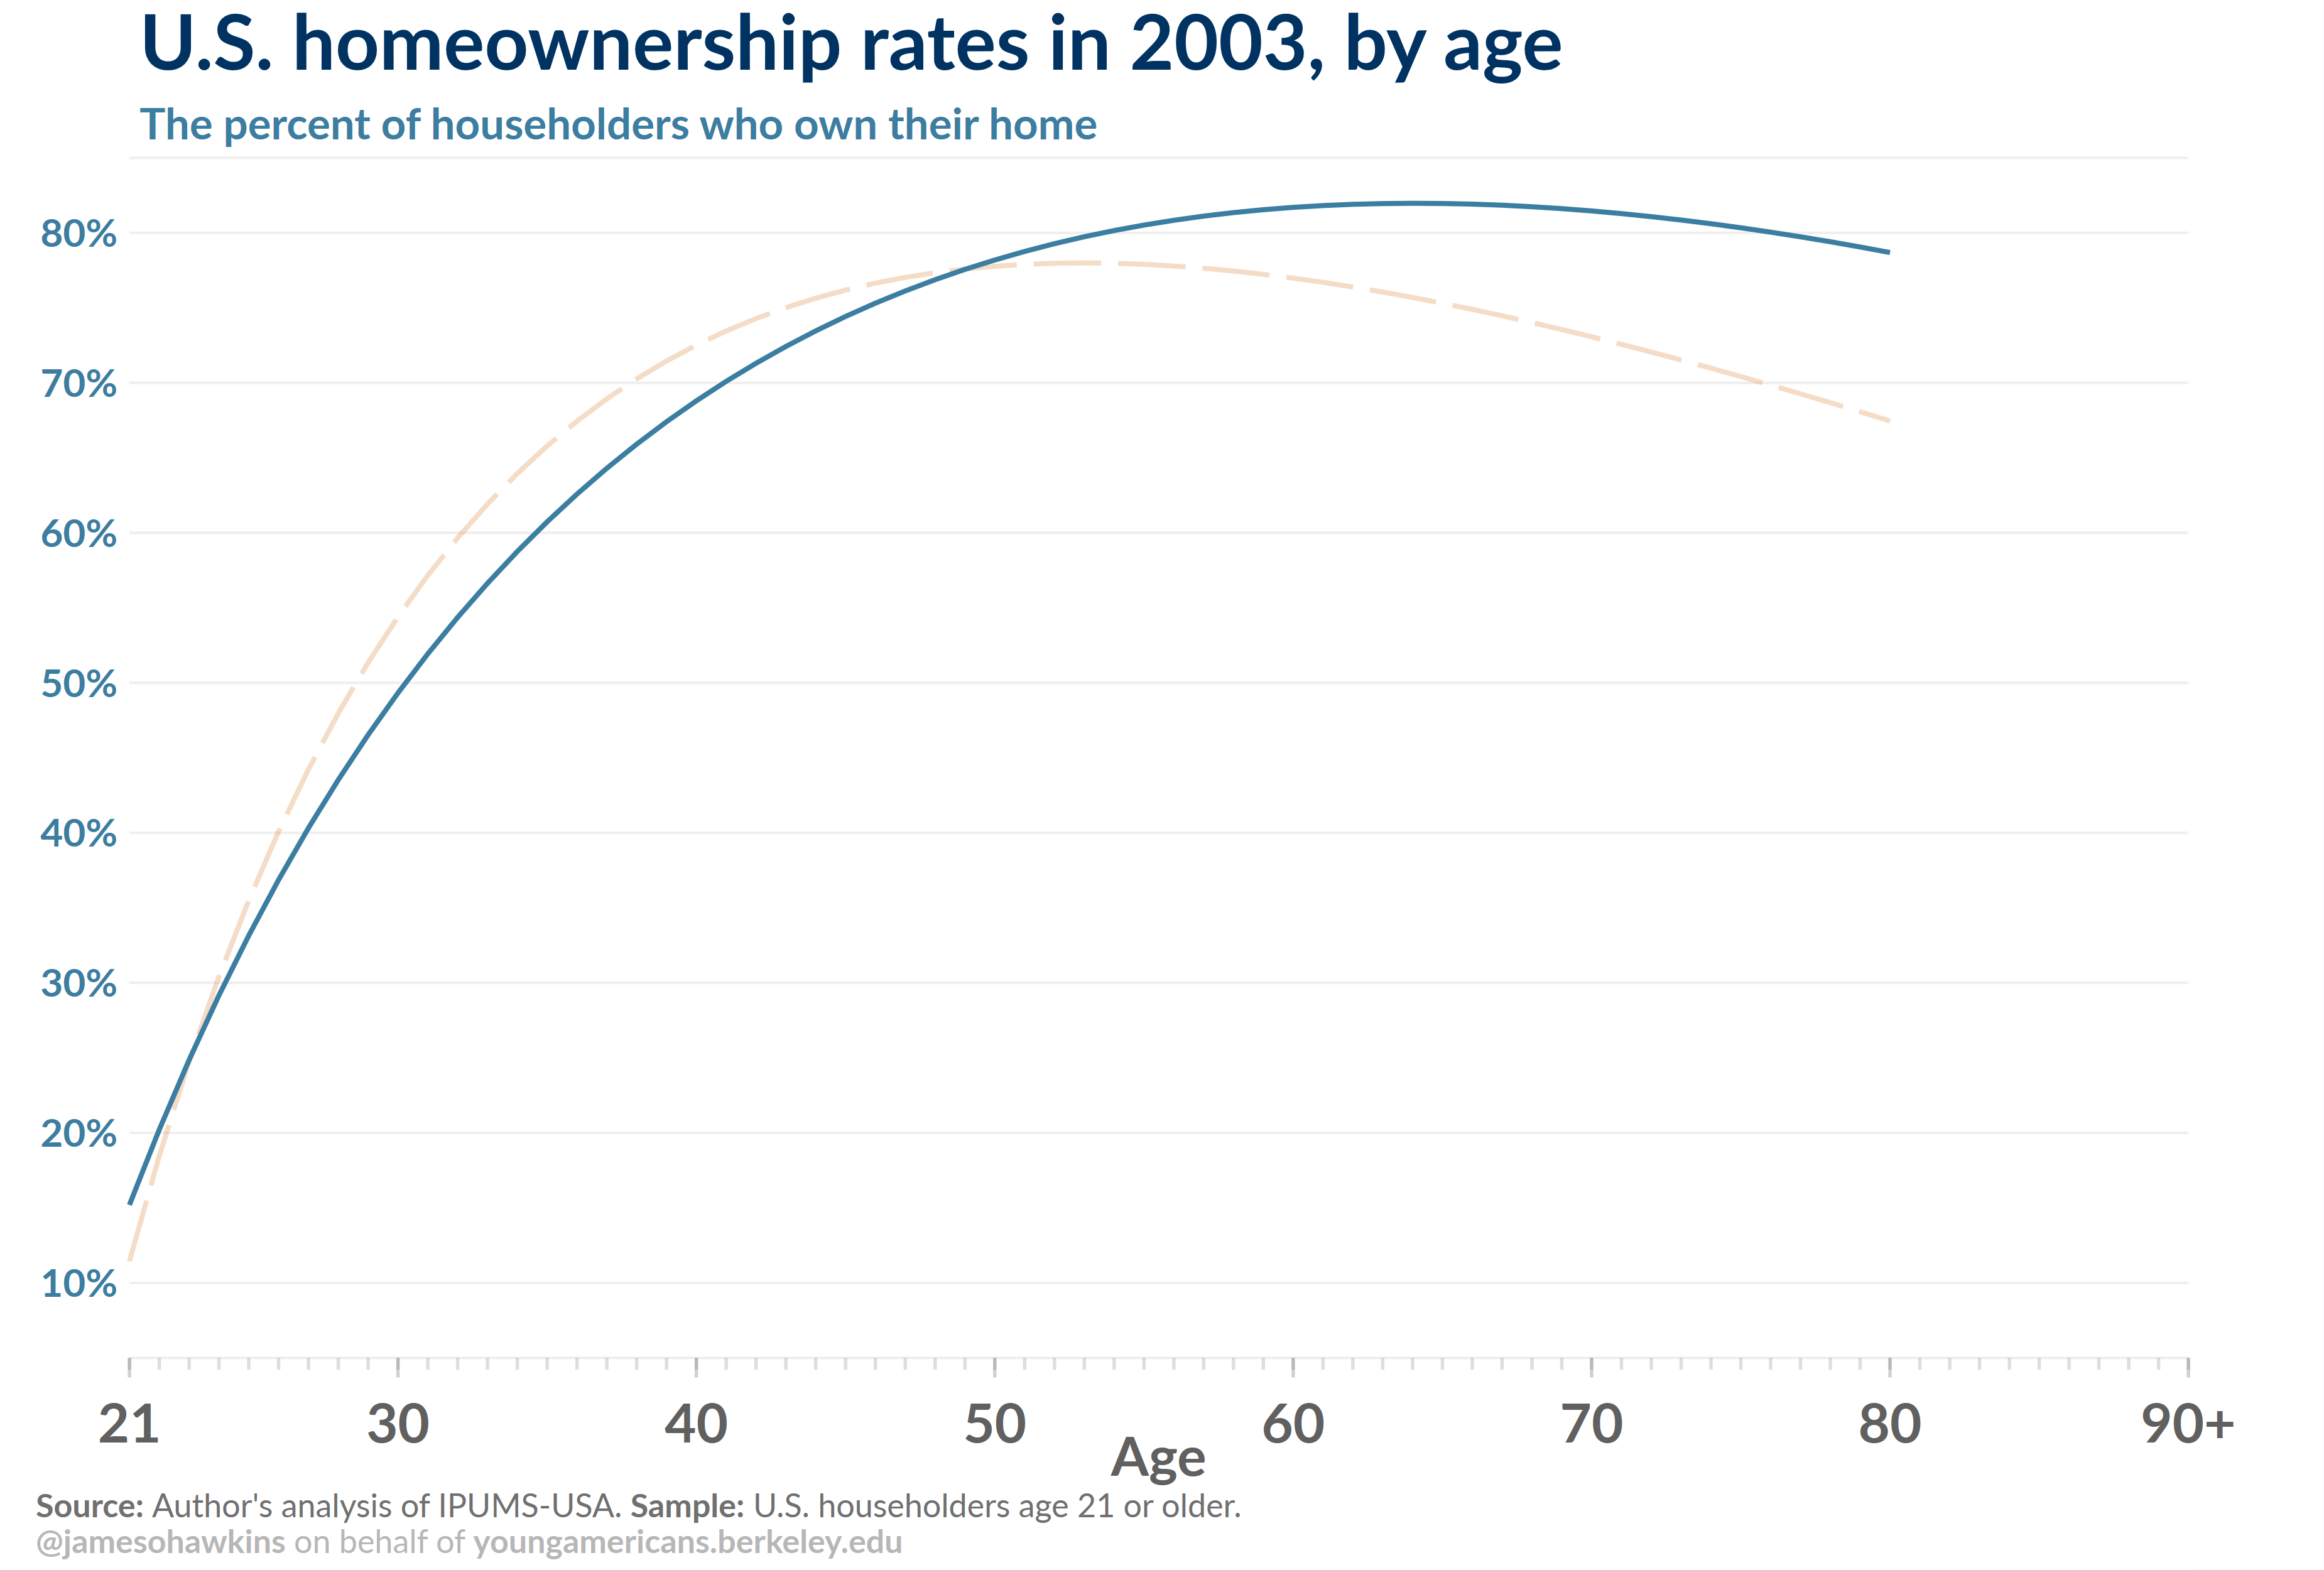 U.S. homeownership rates in 2003, by age
The percent of householders who own their home
80%
70%
60%
50%
40%
30%
20%
10%
21 30 40 50 60 70 80 90+
Age
Source: Author's analysis of IPUMS-USA. Sample: U.S. householders age 21 or older.
@jamesohawkins on behalf of youngamericans.berkeley.edu